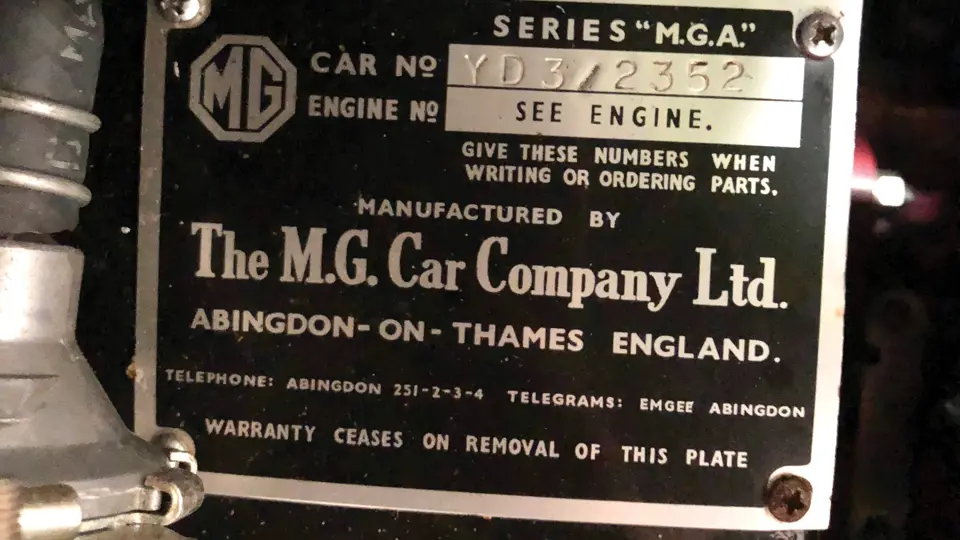 SERIES "M.G.A."
MG
CAR Nº YD3/2352
ENGINE Nº SEE ENGINE.
GIVE THESE NUMBERS WHEN
WRITING OR ORDERING PARTS.
MANUFACTURED BY
The M.G. Car Company Ltd.
ABINGDON-ON-THAMES ENGLAND.
TELEPHONE: ABINGDON 251-2-3-4 TELEGRAMS: EMGEE ABINGDON
WARRANTY CEASES ON REMOVAL OF THIS PLATE